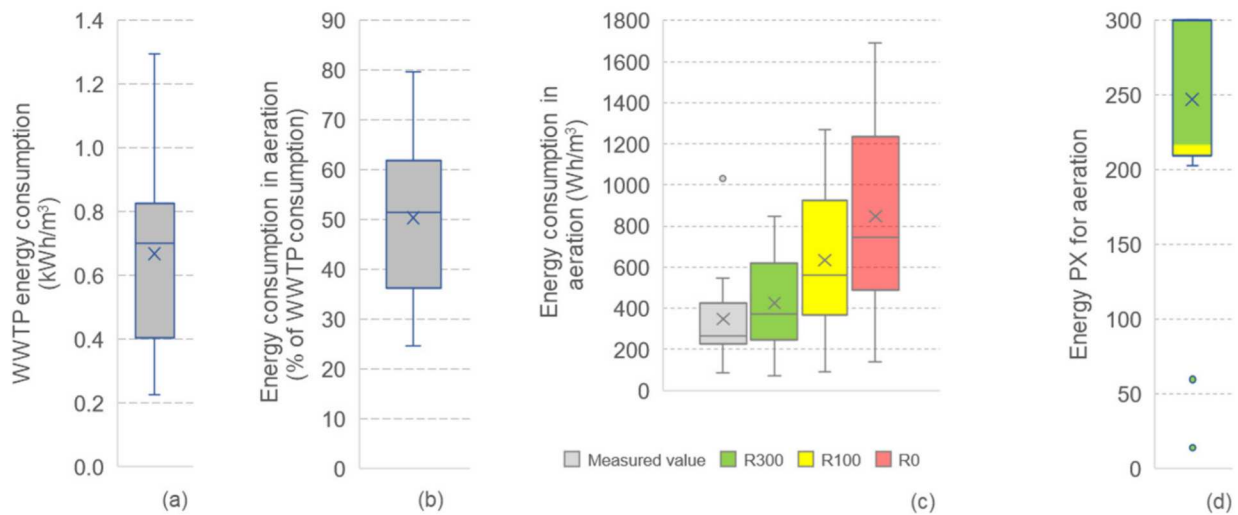 WWTP energy consumption
(kWh/m³)
1.4
1.2
1.0
0.8
0.6
0.4
0.2
0.0
(a)
Energy consumption in aeration
(% of WWTP consumption)
90
80
70
60
50
40
30
20
10
0
(b)
Energy consumption in
aeration (Wh/m³)
1800
1600
1400
1200
1000
800
600
400
200
0
Measured value R300 R100 R0
(c)
Energy PX for aeration
300
250
200
150
100
50
0
(d)